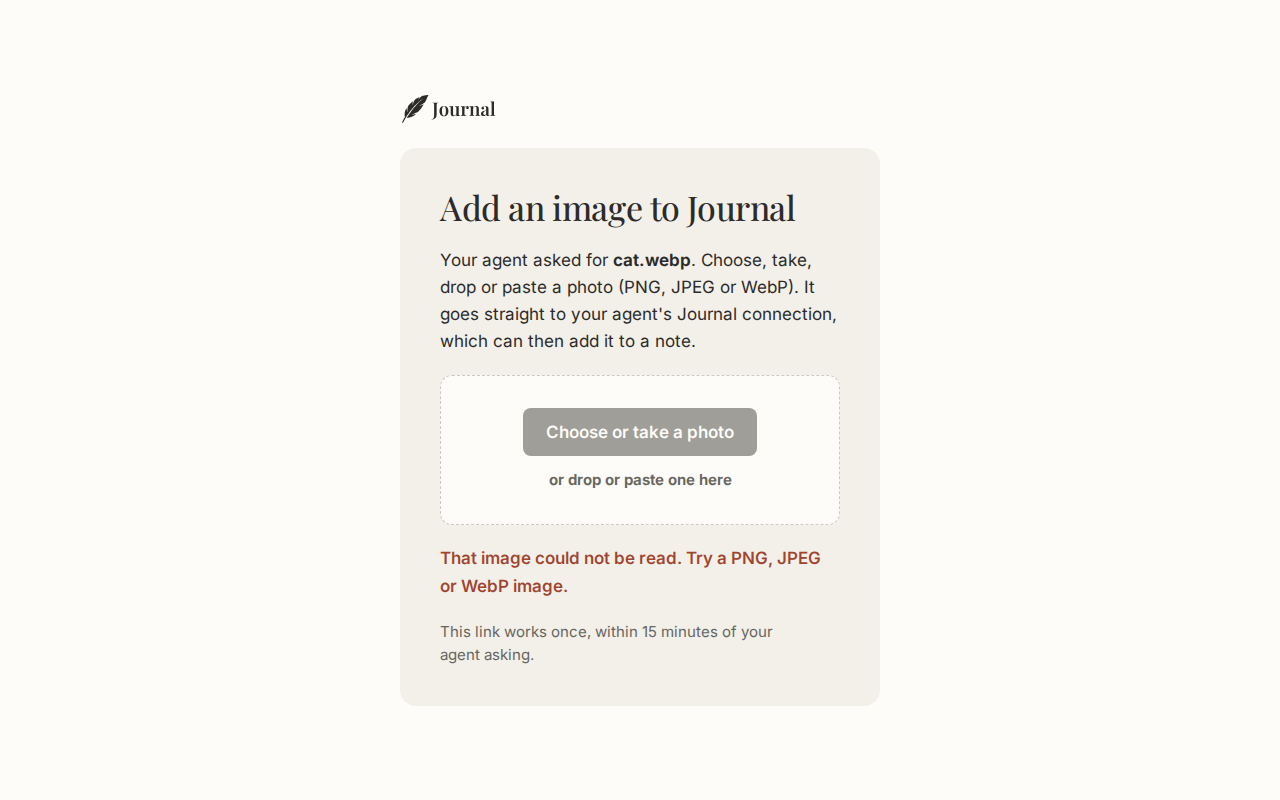 Journal
Add an image to Journal
Your agent asked for cat.webp. Choose, take,
drop or paste a photo (PNG, JPEG or WebP). It
goes straight to your agent's Journal connection,
which can then add it to a note.
Choose or take a photo
or drop or paste one here
That image could not be read. Try a PNG, JPEG
or WebP image.
This link works once, within 15 minutes of your
agent asking.